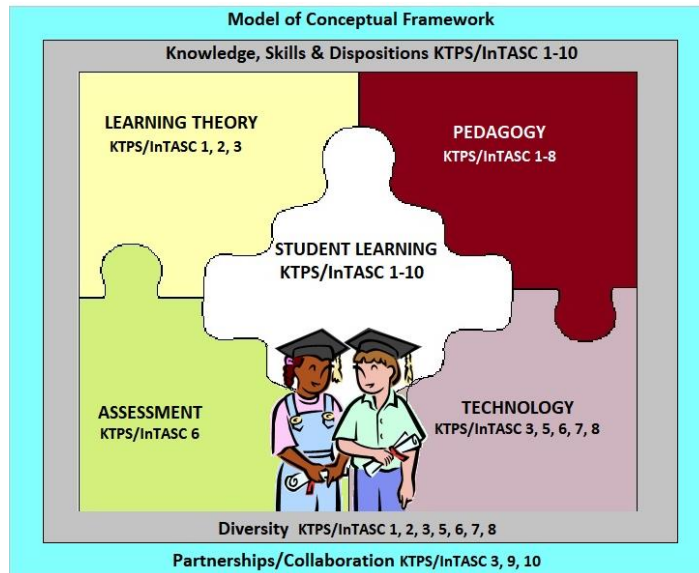 Model of Conceptual Framework
Knowledge, Skills & Dispositions KTPS/InTASC 1-10
LEARNING THEORY
KTPS/InTASC 1, 2, 3
PEDAGOGY
KTPS/InTASC 1-8
STUDENT LEARNING
KTPS/InTASC 1-10
ASSESSMENT
KTPS/InTASC 6
TECHNOLOGY
KTPS/InTASC 3, 5, 6, 7, 8
Diversity KTPS/InTASC 1, 2, 3, 5, 6, 7, 8
Partnerships/Collaboration KTPS/InTASC 3, 9, 10